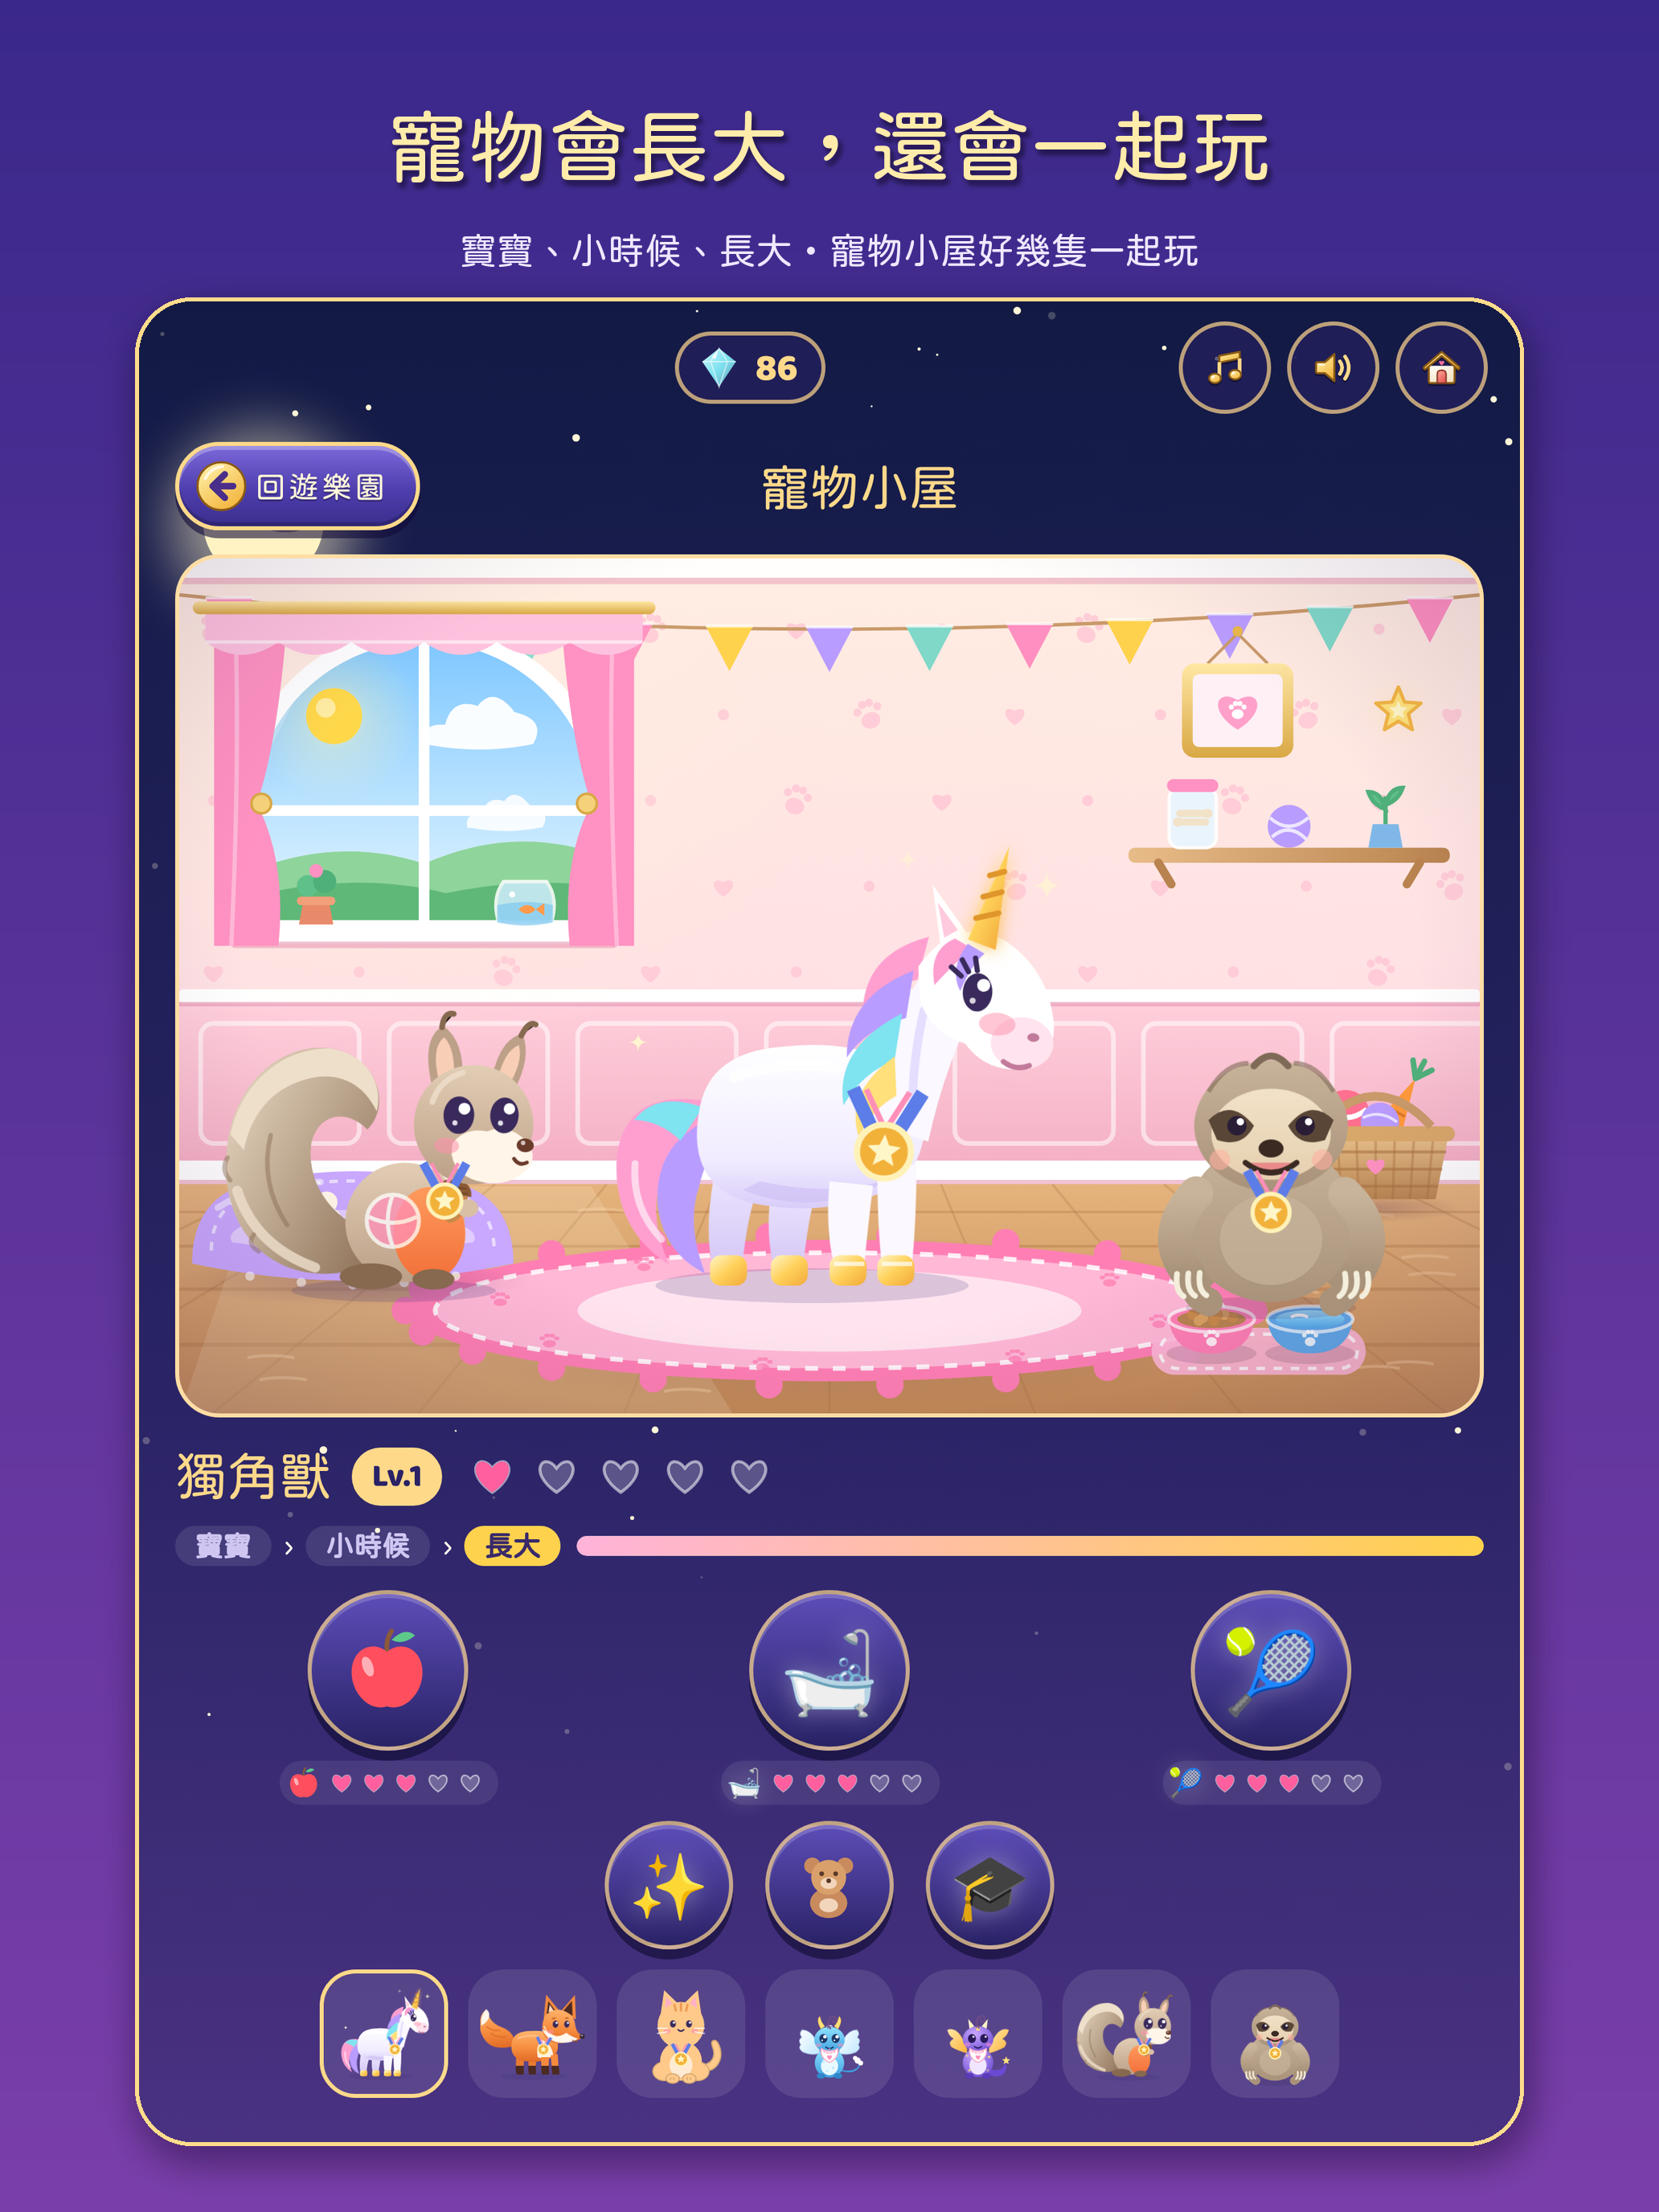 寵物會長大，還會一起玩
寶寶、小時候、長大・寵物小屋好幾隻一起玩
86
回遊樂園
寵物小屋
獨角獸 Lv.1
寶寶 › 小時候 › 長大